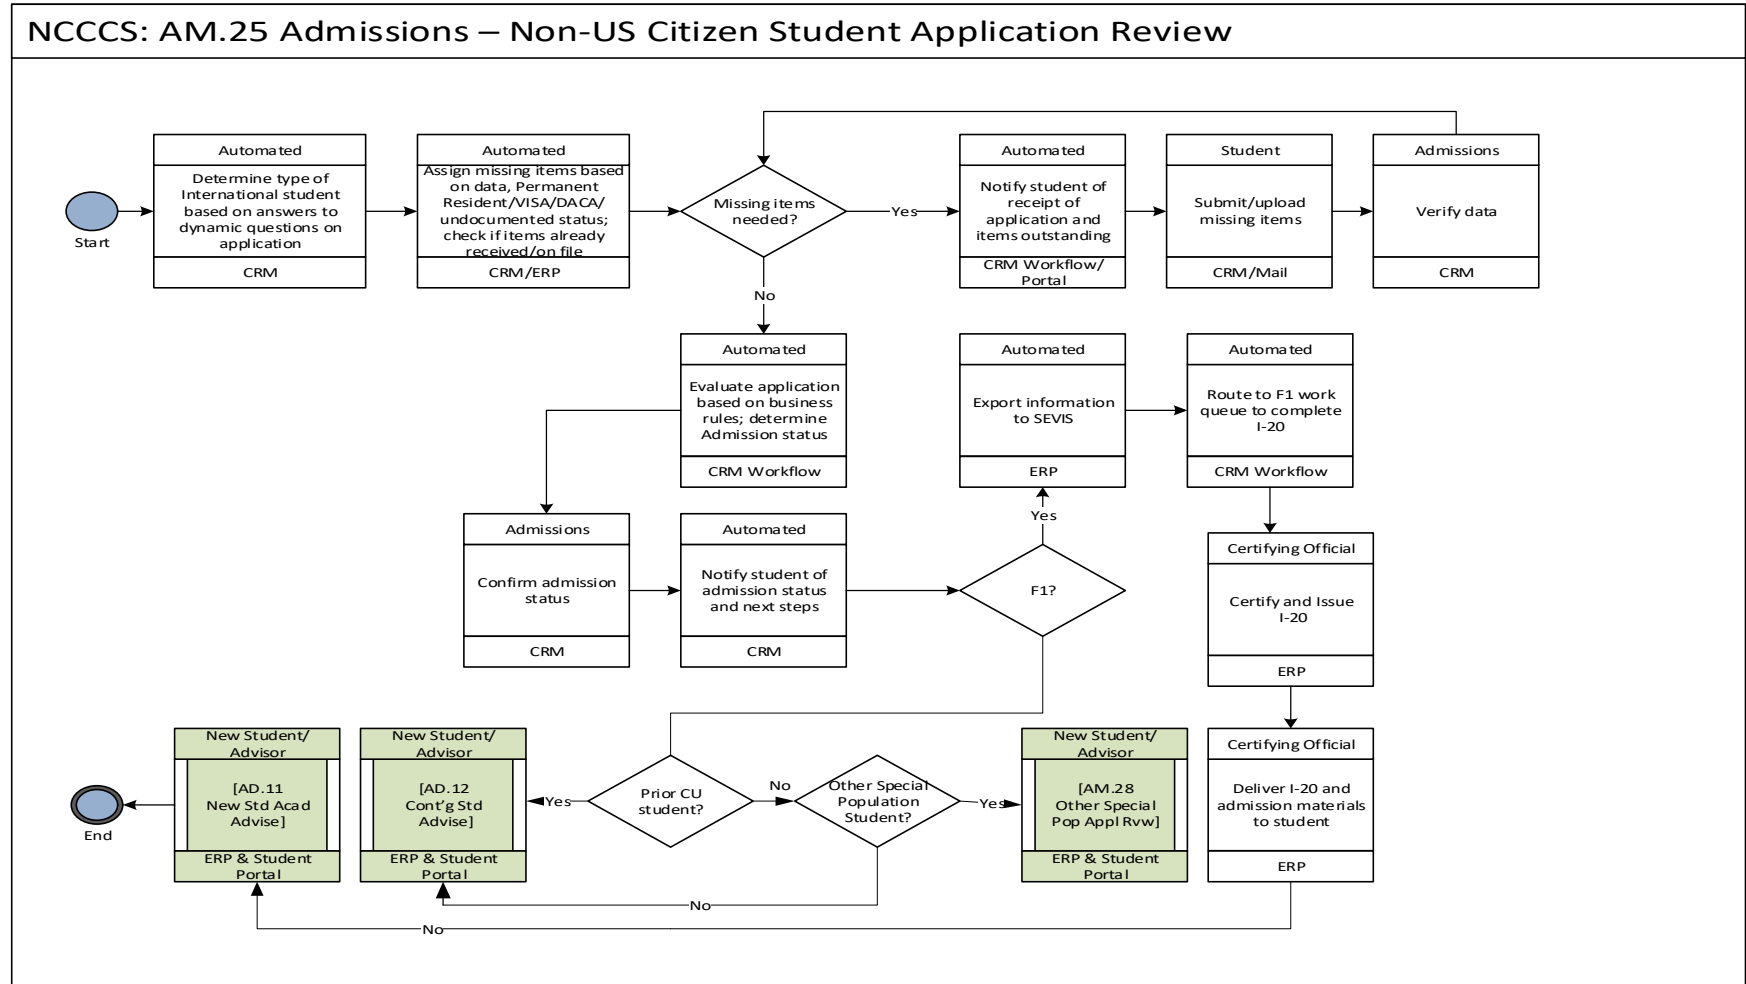 NCCCS: AM.25 Admissions – Non-US Citizen Student Application Review
Start
Automated
Determine type of
International student
based on answers to
dynamic questions on
application
CRM
Automated
Assign missing items based
on data, Permanent
Resident/VISA/DACA/
undocumented status;
check if items already
received/on file
CRM/ERP
Missing items
needed?
Yes
Automated
Notify student of
receipt of
application and
items outstanding
CRM Workflow/
Portal
Student
Submit/upload
missing items
CRM/Mail
Admissions
Verify data
CRM
No
Automated
Evaluate application
based on business
rules; determine
Admission status
CRM Workflow
Automated
Export information
to SEVIS
ERP
Automated
Route to F1 work
queue to complete
I-20
CRM Workflow
Admissions
Confirm admission
status
CRM
Automated
Notify student of
admission status
and next steps
CRM
F1?
Yes
Certifying Official
Certify and Issue
I-20
ERP
New Student/
Advisor
[AD.11
New Std Acad
Advise]
ERP & Student
Portal
End
New Student/
Advisor
[AD.12
Cont’g Std
Advise]
ERP & Student
Portal
Yes
Prior CU
student?
No
Other Special
Population
Student?
Yes
New Student/
Advisor
[AM.28
Other Special
Pop Appl Rvw]
ERP & Student
Portal
Certifying Official
Deliver I-20 and
admission materials
to student
ERP
No
No